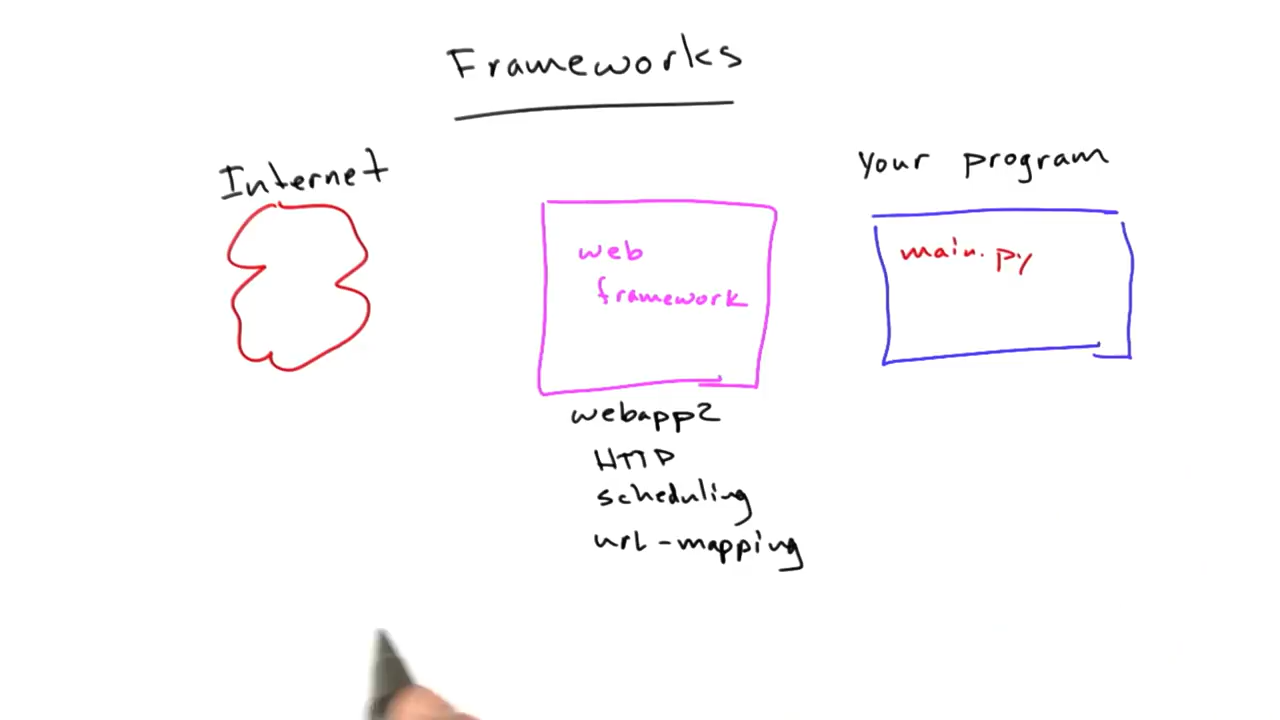 Frameworks
Internet
Your program
web
framework
main.py
webapp2
HTTP
scheduling
url-mapping